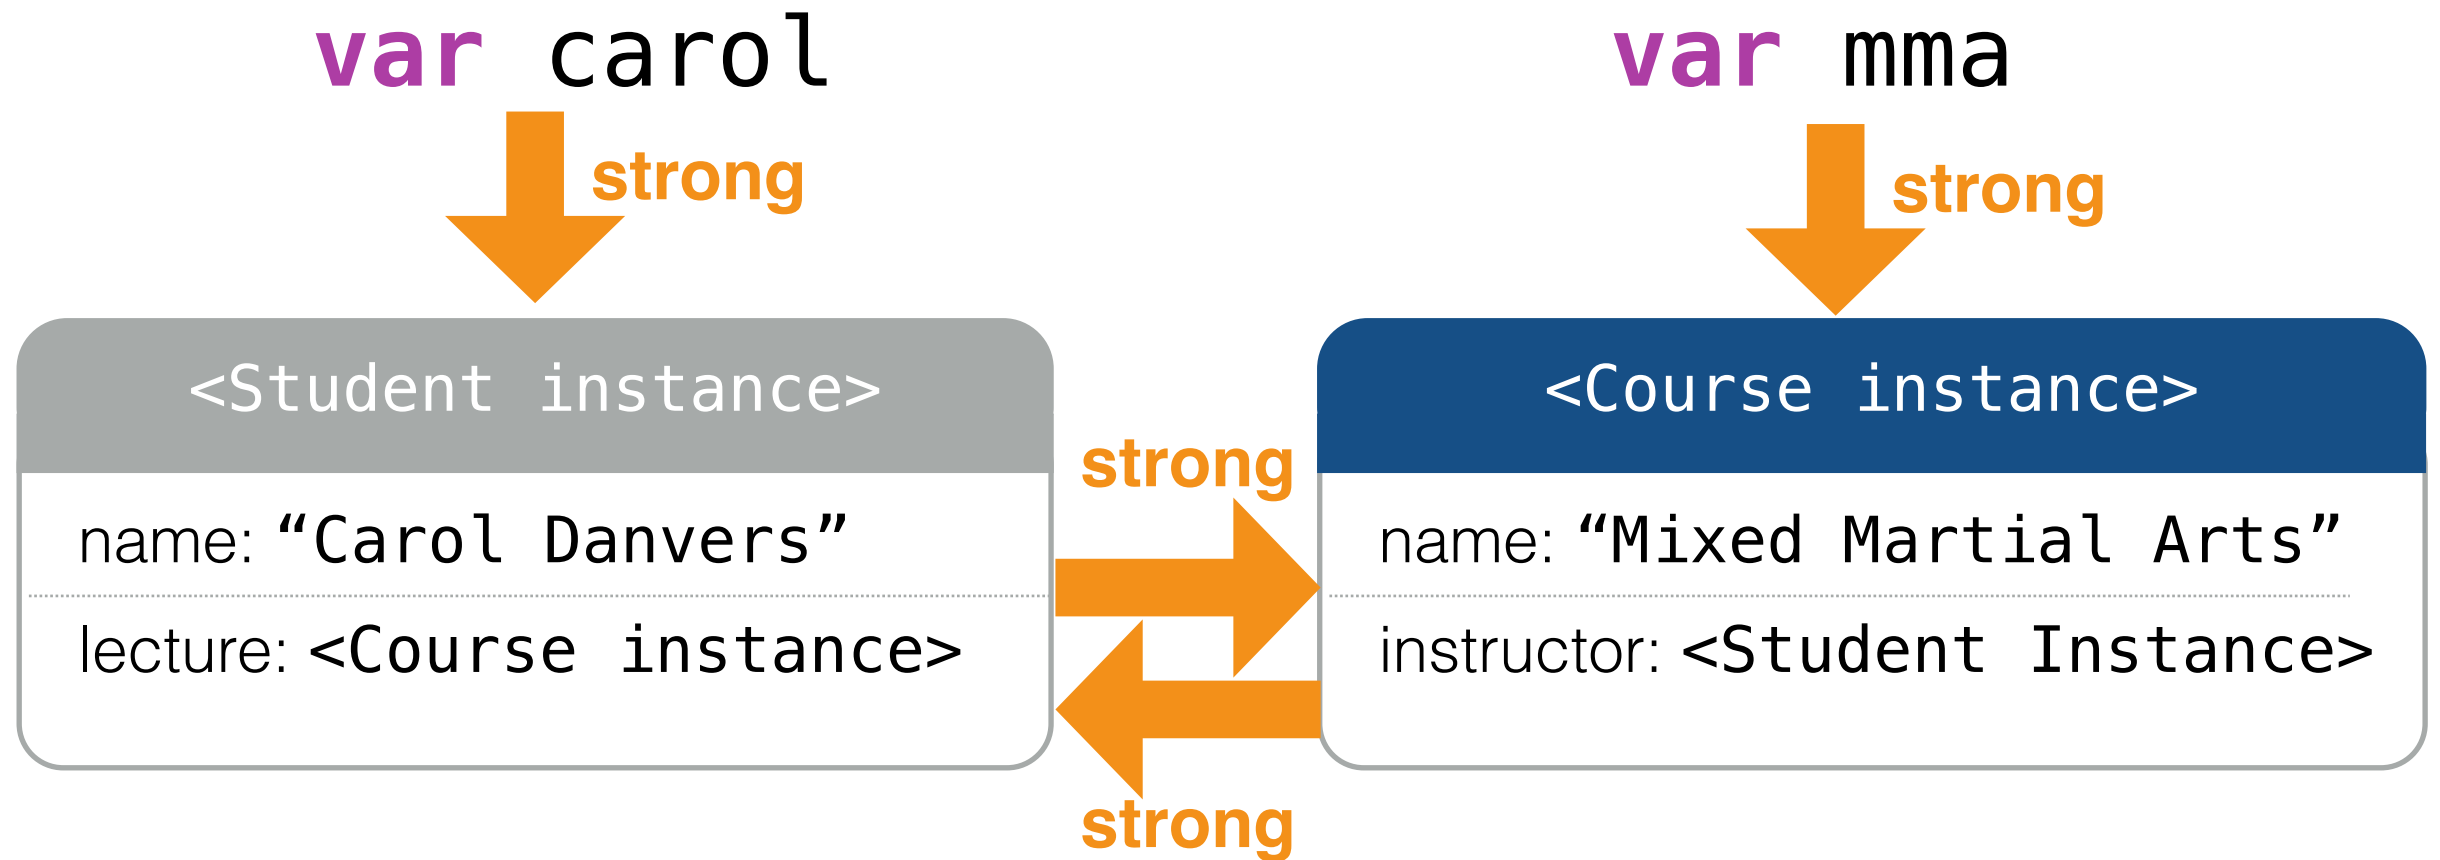 var carol
var mma
strong
strong
<Student instance>
<Course instance>
strong
name: “Carol Danvers”
name: “Mixed Martial Arts”
lecture: <Course instance>
instructor: <Student Instance>
strong